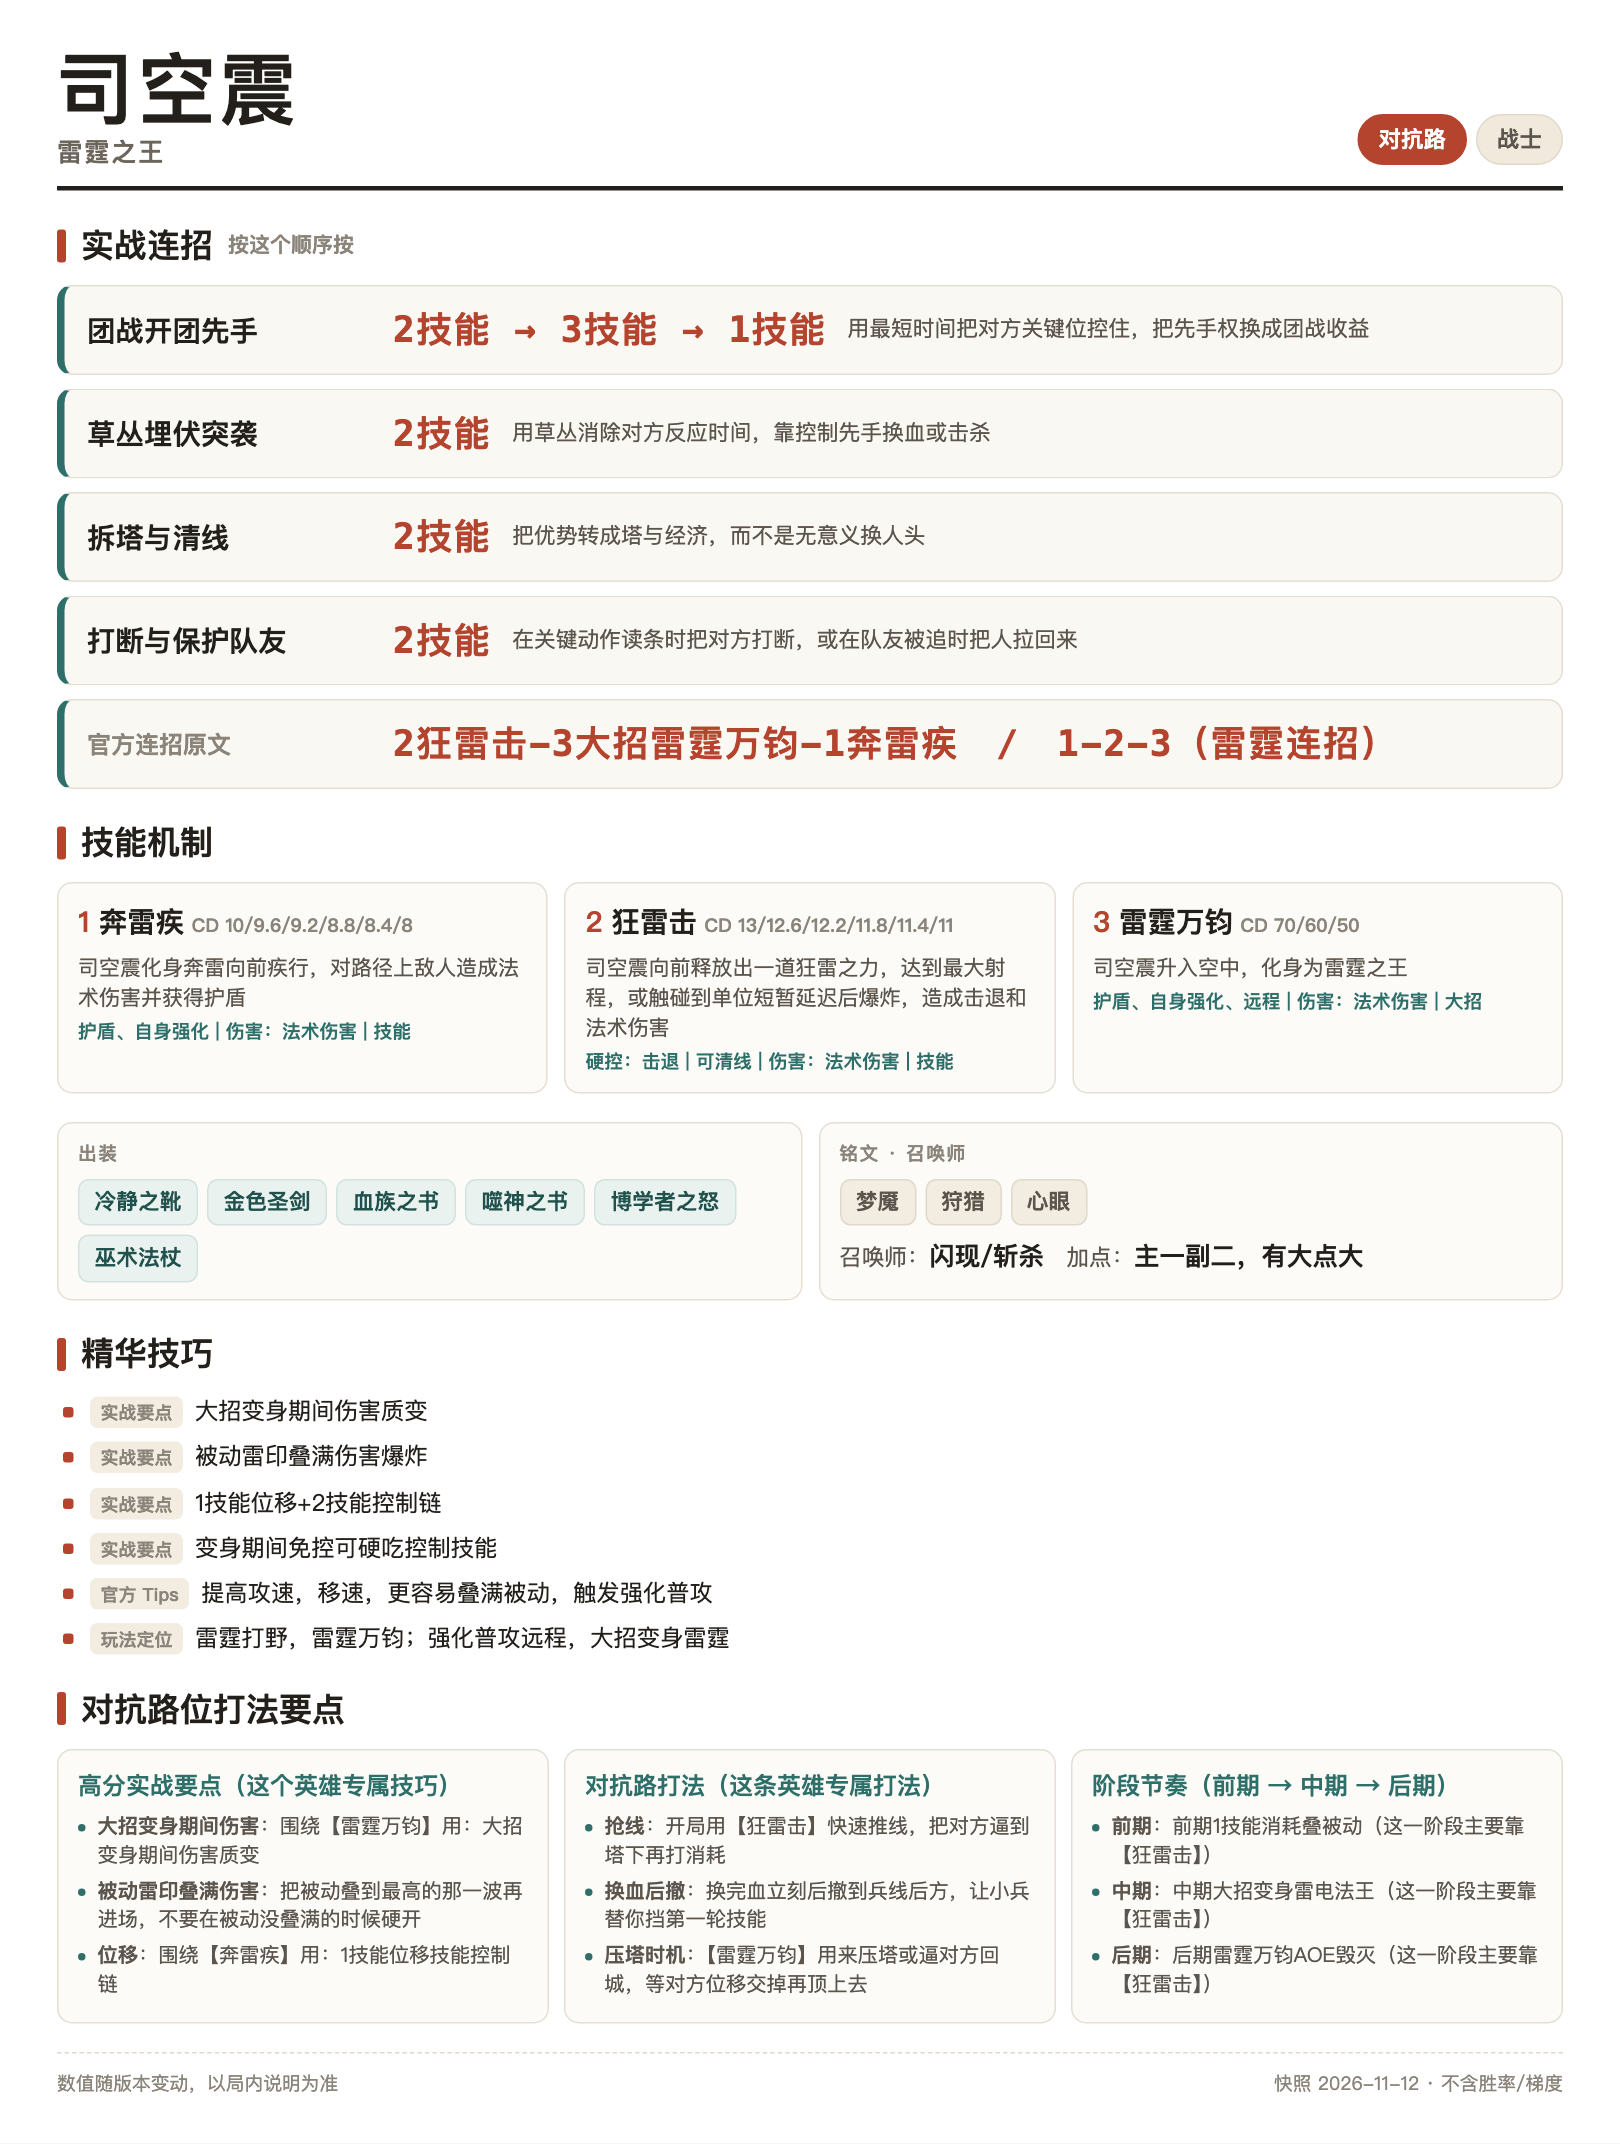 司空震
雷霆之王
对抗路 战士
实战连招 按这个顺序按
团战开团先手 2技能 → 3技能 → 1技能 用最短时间把对方关键位控住，把先手权换成团战收益
草丛埋伏突袭 2技能 用草丛消除对方反应时间，靠控制先手换血或击杀
拆塔与清线 2技能 把优势转成塔与经济，而不是无意义换人头
打断与保护队友 2技能 在关键动作读条时把对方打断，或在队友被追时把人拉回来
官方连招原文 2狂雷击—3大招雷霆万钧—1奔雷疾 / 1—2—3（雷霆连招）
技能机制
1 奔雷疾 CD 10/9.6/9.2/8.8/8.4/8
司空震化身奔雷向前疾行，对路径上敌人造成法
术伤害并获得护盾
护盾、自身强化 | 伤害：法术伤害 | 技能
2 狂雷击 CD 13/12.6/12.2/11.8/11.4/11
司空震向前释放出一道狂雷之力，达到最大射
程，或触碰到单位短暂延迟后爆炸，造成击退和
法术伤害
硬控：击退 | 可清线 | 伤害：法术伤害 | 技能
3 雷霆万钧 CD 70/60/50
司空震升入空中，化身为雷霆之王
护盾、自身强化、远程 | 伤害：法术伤害 | 大招
出装
冷静之靴 金色圣剑 血族之书 噬神之书 博学者之怒
巫术法杖
铭文 · 召唤师
梦魇 狩猎 心眼
召唤师：闪现/斩杀 加点：主一副二，有大点大
精华技巧
实战要点 大招变身期间伤害质变
实战要点 被动雷印叠满伤害爆炸
实战要点 1技能位移+2技能控制链
实战要点 变身期间免控可硬吃控制技能
官方 Tips 提高攻速，移速，更容易叠满被动，触发强化普攻
玩法定位 雷霆打野，雷霆万钧；强化普攻远程，大招变身雷霆
对抗路位打法要点
高分实战要点（这个英雄专属技巧）
大招变身期间伤害：围绕【雷霆万钧】用：大招
变身期间伤害质变
被动雷印叠满伤害：把被动叠到最高的那一波再
进场，不要在被动没叠满的时候硬开
位移：围绕【奔雷疾】用：1技能位移技能控制
链
对抗路打法（这条英雄专属打法）
抢线：开局用【狂雷击】快速推线，把对方逼到
塔下再打消耗
换血后撤：换完血立刻后撤到兵线后方，让小兵
替你挡第一轮技能
压塔时机：【雷霆万钧】用来压塔或逼对方回
城，等对方位移交掉再顶上去
阶段节奏（前期 → 中期 → 后期）
前期：前期1技能消耗叠被动（这一阶段主要靠
【狂雷击】）
中期：中期大招变身雷电法王（这一阶段主要靠
【狂雷击】）
后期：后期雷霆万钧AOE毁灭（这一阶段主要靠
【狂雷击】）
数值随版本变动，以局内说明为准
快照 2026-11-12 · 不含胜率/梯度